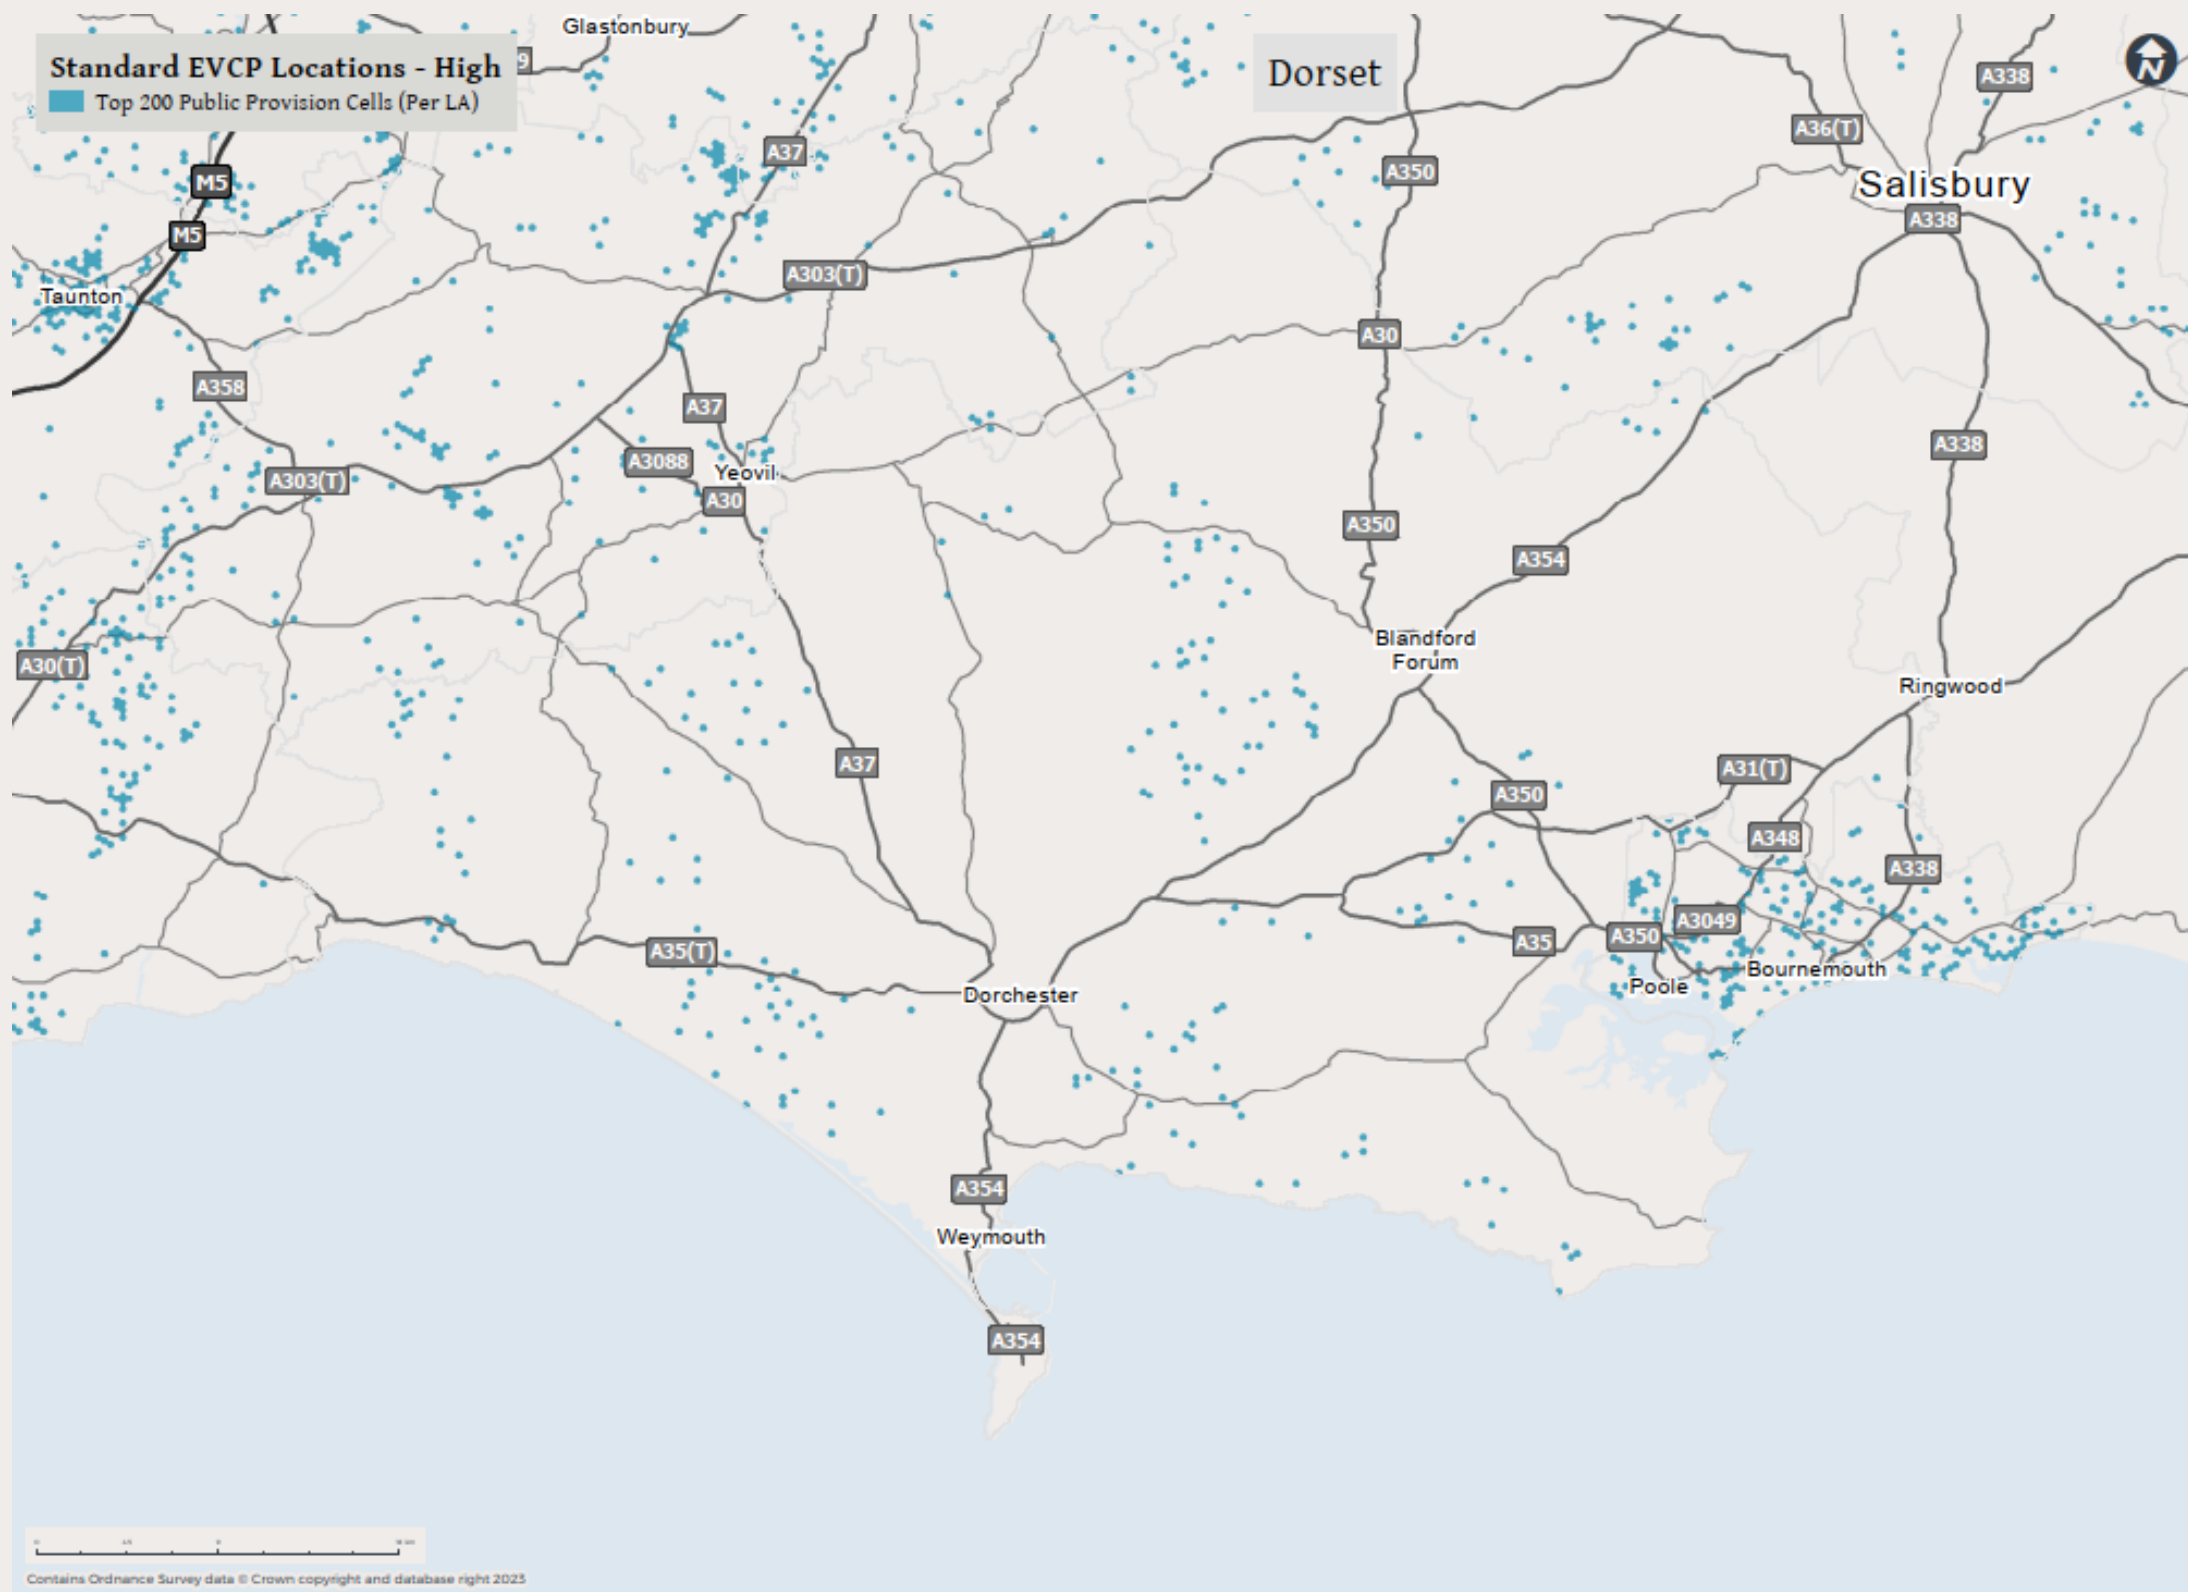 Glastonbury
Standard EVCP Locations - High
Top 200 Public Provision Cells (Per LA)
9
Dorset
N
A338
A36(T)
A37
A350
M5
Salisbury
A338
M5
A303(T)
Taunton
A30
A358
A37
A338
A3088
Yeovil
A303(T)
A30
A350
A354
Blandford
Forum
A30(T)
Ringwood
A37
A31(T)
A350
A348
A338
A3049
A350
A35
A35(T)
Bournemouth
Poole
Dorchester
A354
Weymouth
A354
Contains Ordnance Survey data © Crown copyright and database right 2023